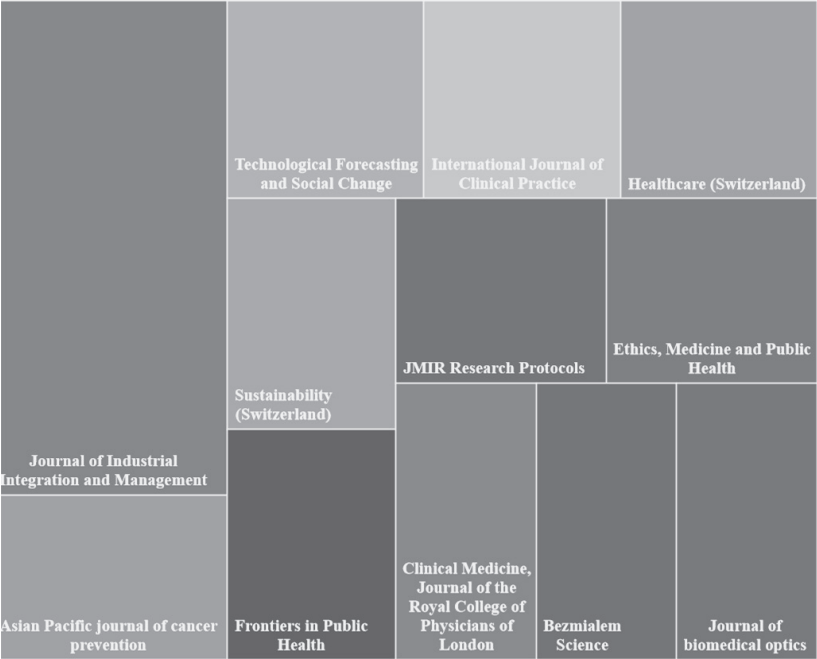 Technological Forecasting
and Social Change
International Journal of
Clinical Practice
Healthcare (Switzerland)
JMIR Research Protocols
Ethics, Medicine and Public
Health
Sustainability
(Switzerland)
Journal of Industrial
Integration and Management
Asian Pacific journal of cancer
prevention
Frontiers in Public
Health
Clinical Medicine,
Journal of the
Royal College of
Physicians of
London
Bezmialem
Science
Journal of
biomedical optics